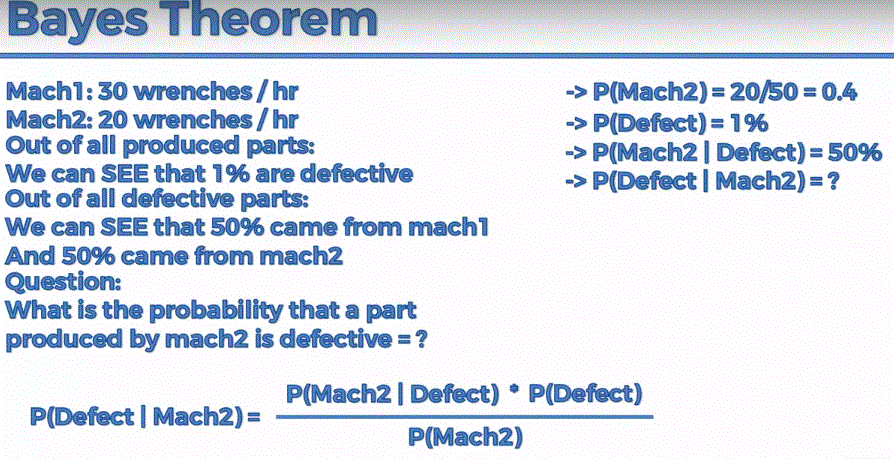 Bayes Theorem
Mach1: 30 wrenches / hr
Mach2: 20 wrenches / hr
Out of all produced parts:
We can SEE that 1% are defective
Out of all defective parts:
We can SEE that 50% came from mach1
And 50% came from mach2
Question:
What is the probability that a part
produced by mach2 is defective = ?
-> P(Mach2) = 20/50 = 0.4
-> P(Defect) = 1%
-> P(Mach2 | Defect) = 50%
-> P(Defect | Mach2) = ?
P(Mach2 | Defect) * P(Defect)
P(Defect | Mach2) =
P(Mach2)